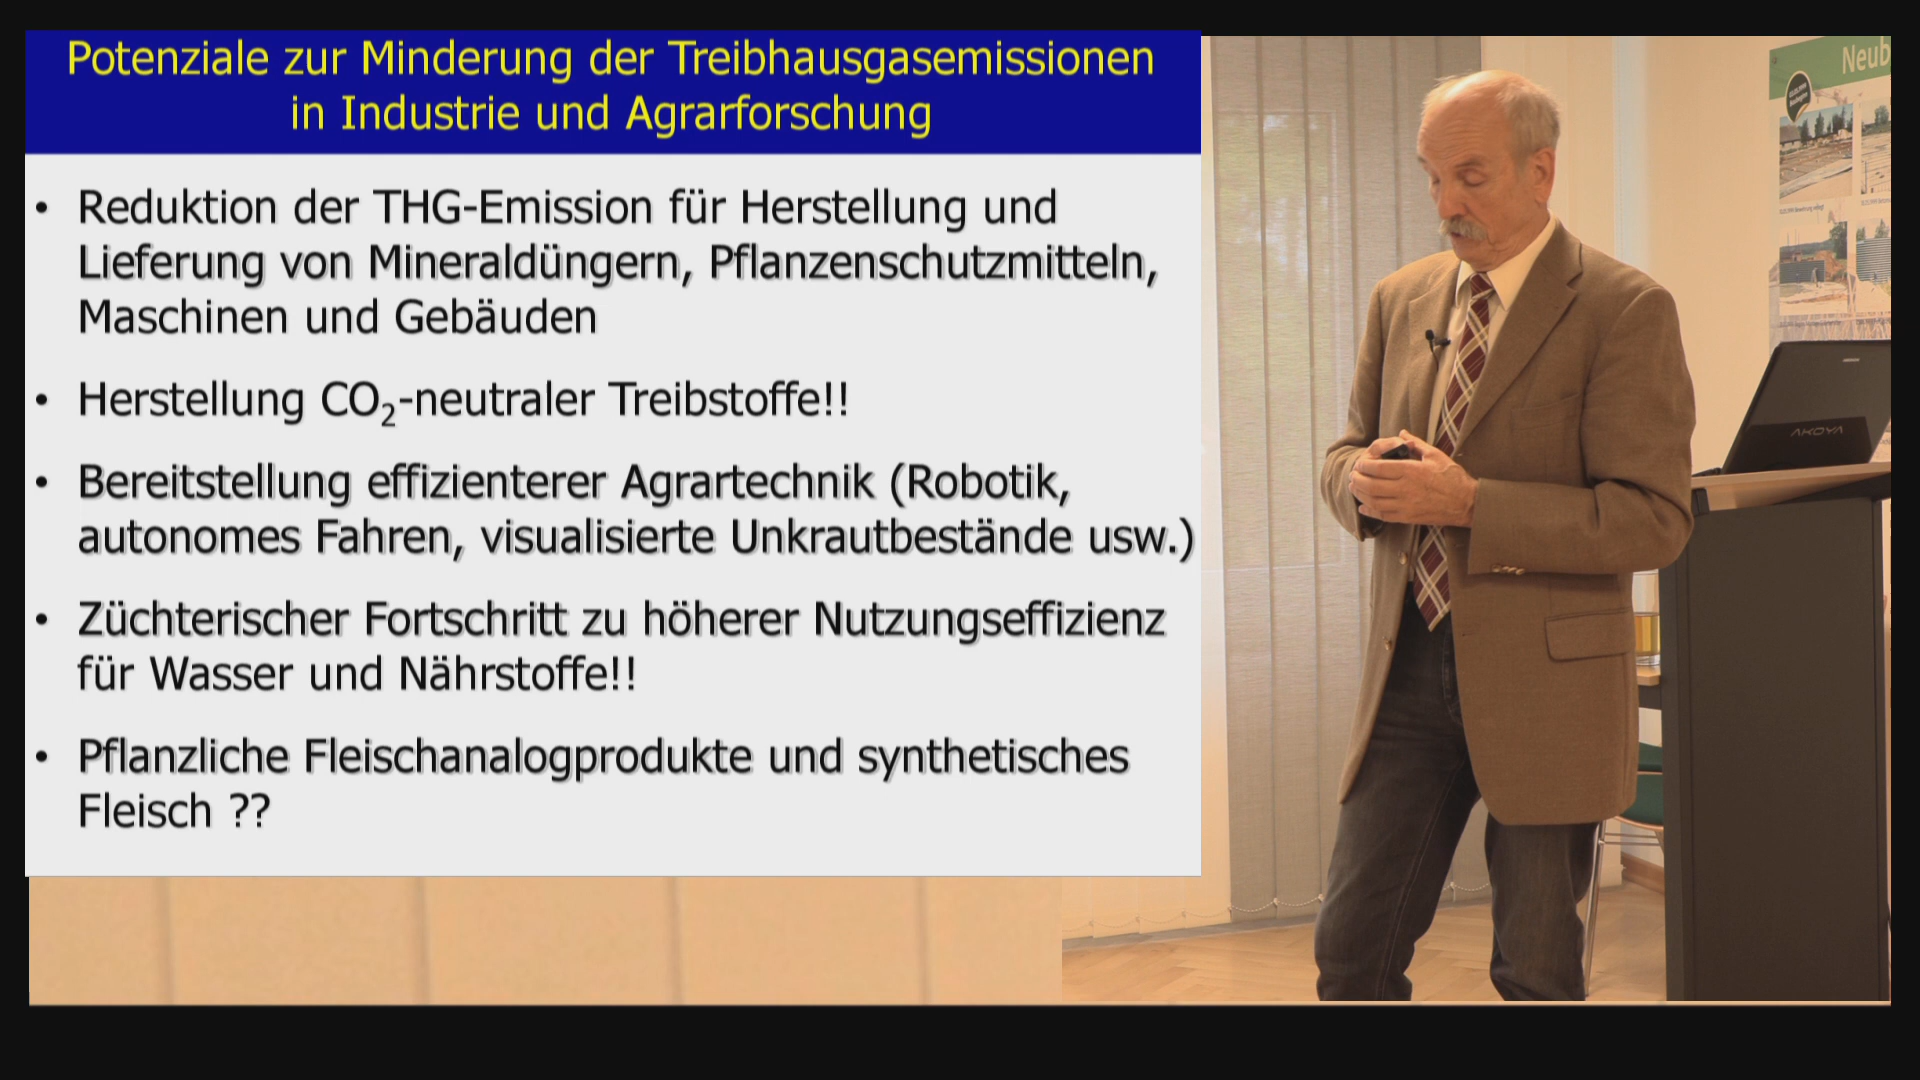 Potenziale zur Minderung der Treibhausgasemissionen
in Industrie und Agrarforschung
• Reduktion der THG-Emission für Herstellung und
Lieferung von Mineraldüngern, Pflanzenschutzmitteln,
Maschinen und Gebäuden
• Herstellung CO₂-neutraler Treibstoffe!!
• Bereitstellung effizienterer Agrartechnik (Robotik,
autonomes Fahren, visualisierte Unkrautbestände usw.)
• Züchterischer Fortschritt zu höherer Nutzungseffizienz
für Wasser und Nährstoffe!!
• Pflanzliche Fleischanalogprodukte und synthetisches
Fleisch ??
Neub
AKOYA